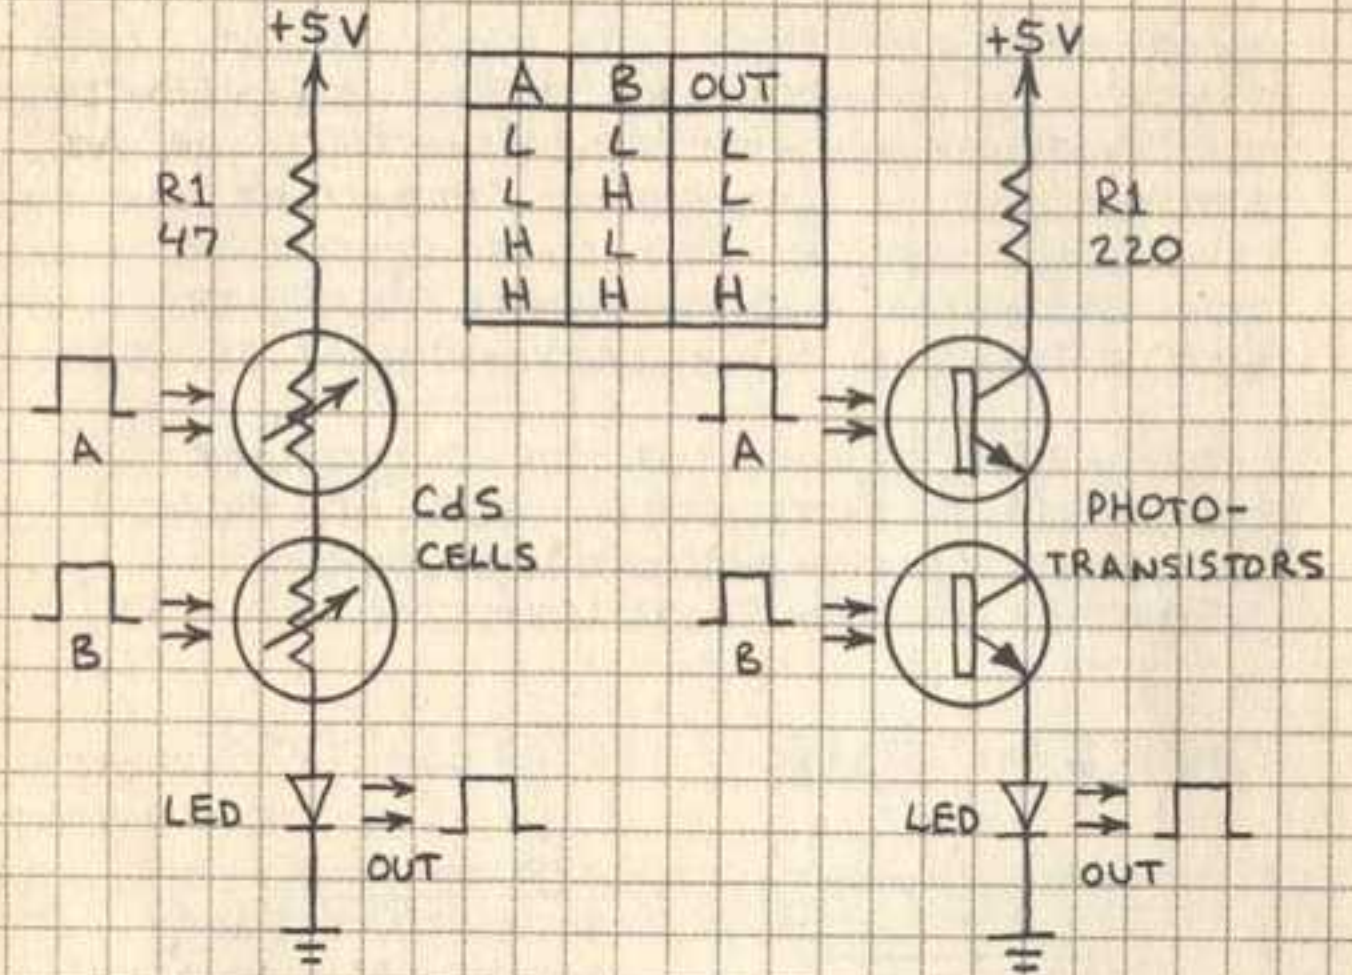 +5V
R1
47
A
B
CdS
CELLS
LED
OUT
A B OUT
L L L
L H L
H L L
H H H
+5V
R1
220
A
B
PHOTO-
TRANSISTORS
LED
OUT